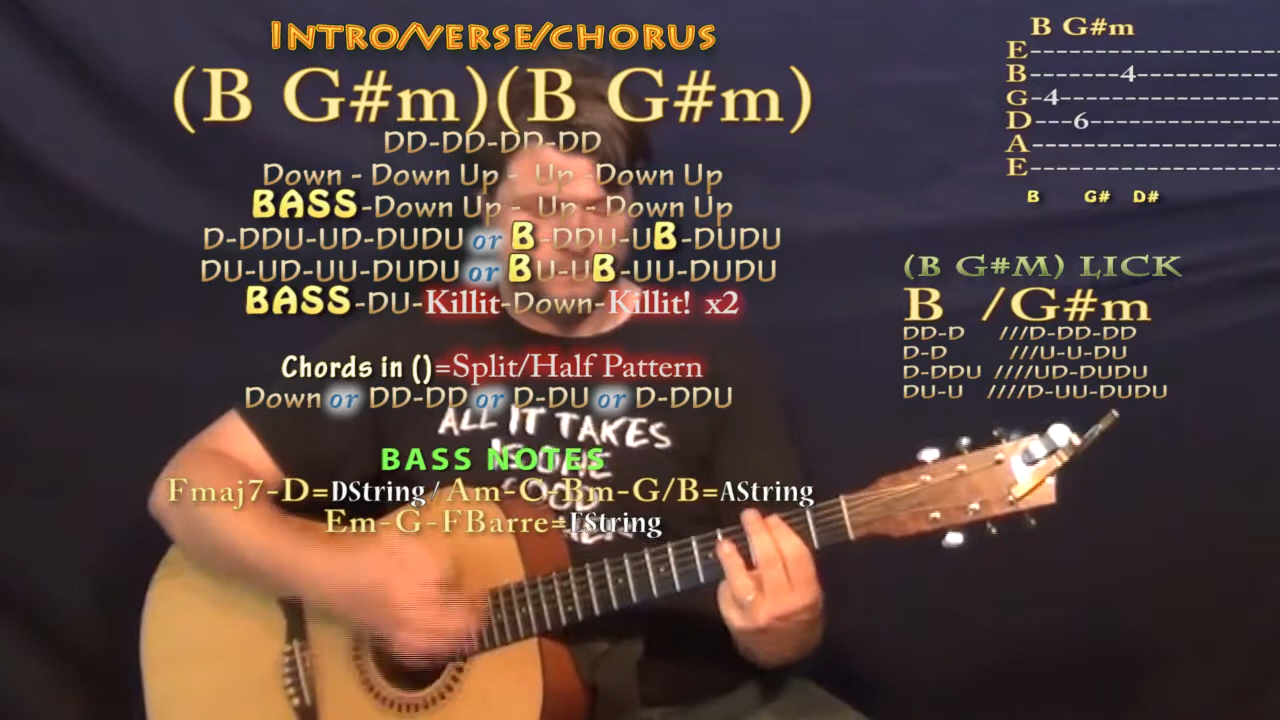 Intro/verse/chorus
(B G#m)(B G#m)
DD-DD-DD-DD
Down - Down Up - Up -Down Up
BASS-Down Up - Up - Down Up
D-DDU-UD-DUDU or B-DDU-UB-DUDU
DU-UD-UU-DUDU or BU-UB-UU-DUDU
BASS-DU-Killit-Down-Killit! x2
Chords in ()=Split/Half Pattern
Down or DD-DD or D-DU or D-DDU
ALL IT TAKES
BASS NOTES
Fmaj7-D=DString / Am-C-Bm-G/B=AString
Em-G-FBarre=EString
B G#m
E-----------------
B--------4--------
G-4---------------
D---6-------------
A-----------------
E-----------------
B G# D#
(B G#M) LICK
B /G#m
DD-D ///D-DD-DD
D-D ///U-U-DU
D-DDU ////UD-DUDU
DU-U ////D-UU-DUDU